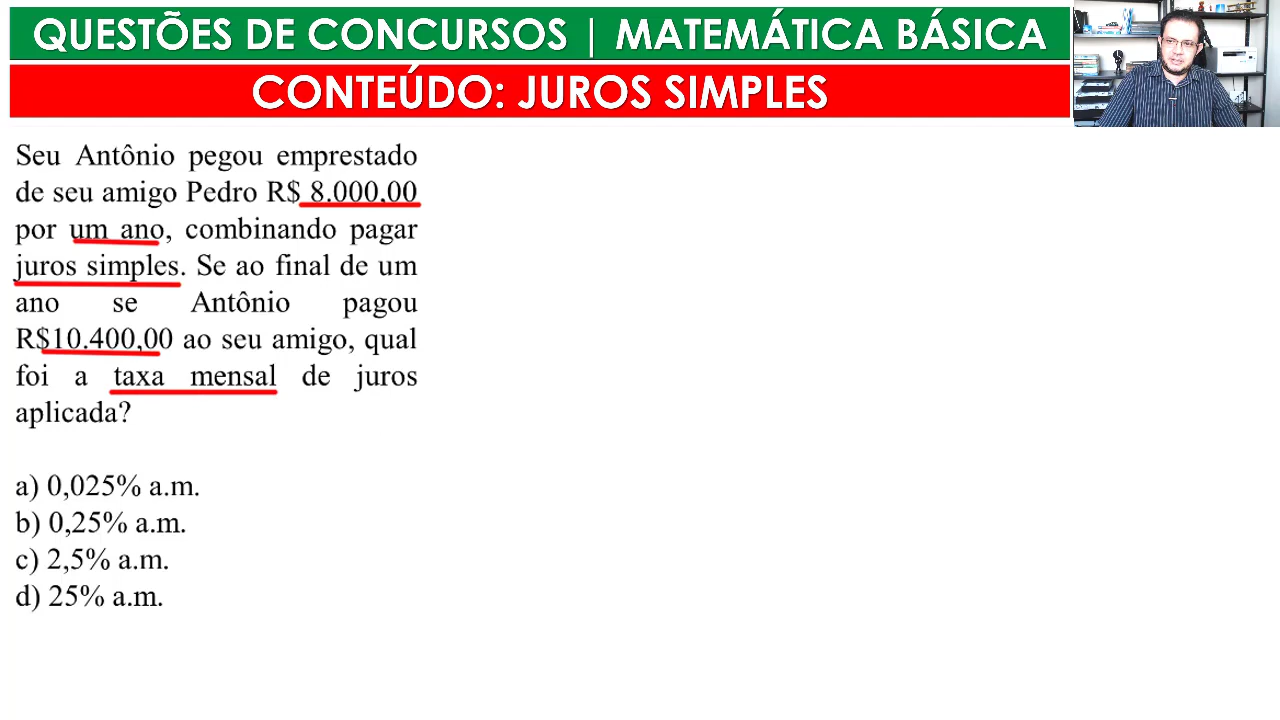 QUESTÕES DE CONCURSOS | MATEMÁTICA BÁSICA
CONTEÚDO: JUROS SIMPLES
Seu Antônio pegou emprestado
de seu amigo Pedro R$ 8.000,00
por um ano, combinando pagar
juros simples. Se ao final de um
ano se Antônio pagou
R$10.400,00 ao seu amigo, qual
foi a taxa mensal de juros
aplicada?
a) 0,025% a.m.
b) 0,25% a.m.
c) 2,5% a.m.
d) 25% a.m.